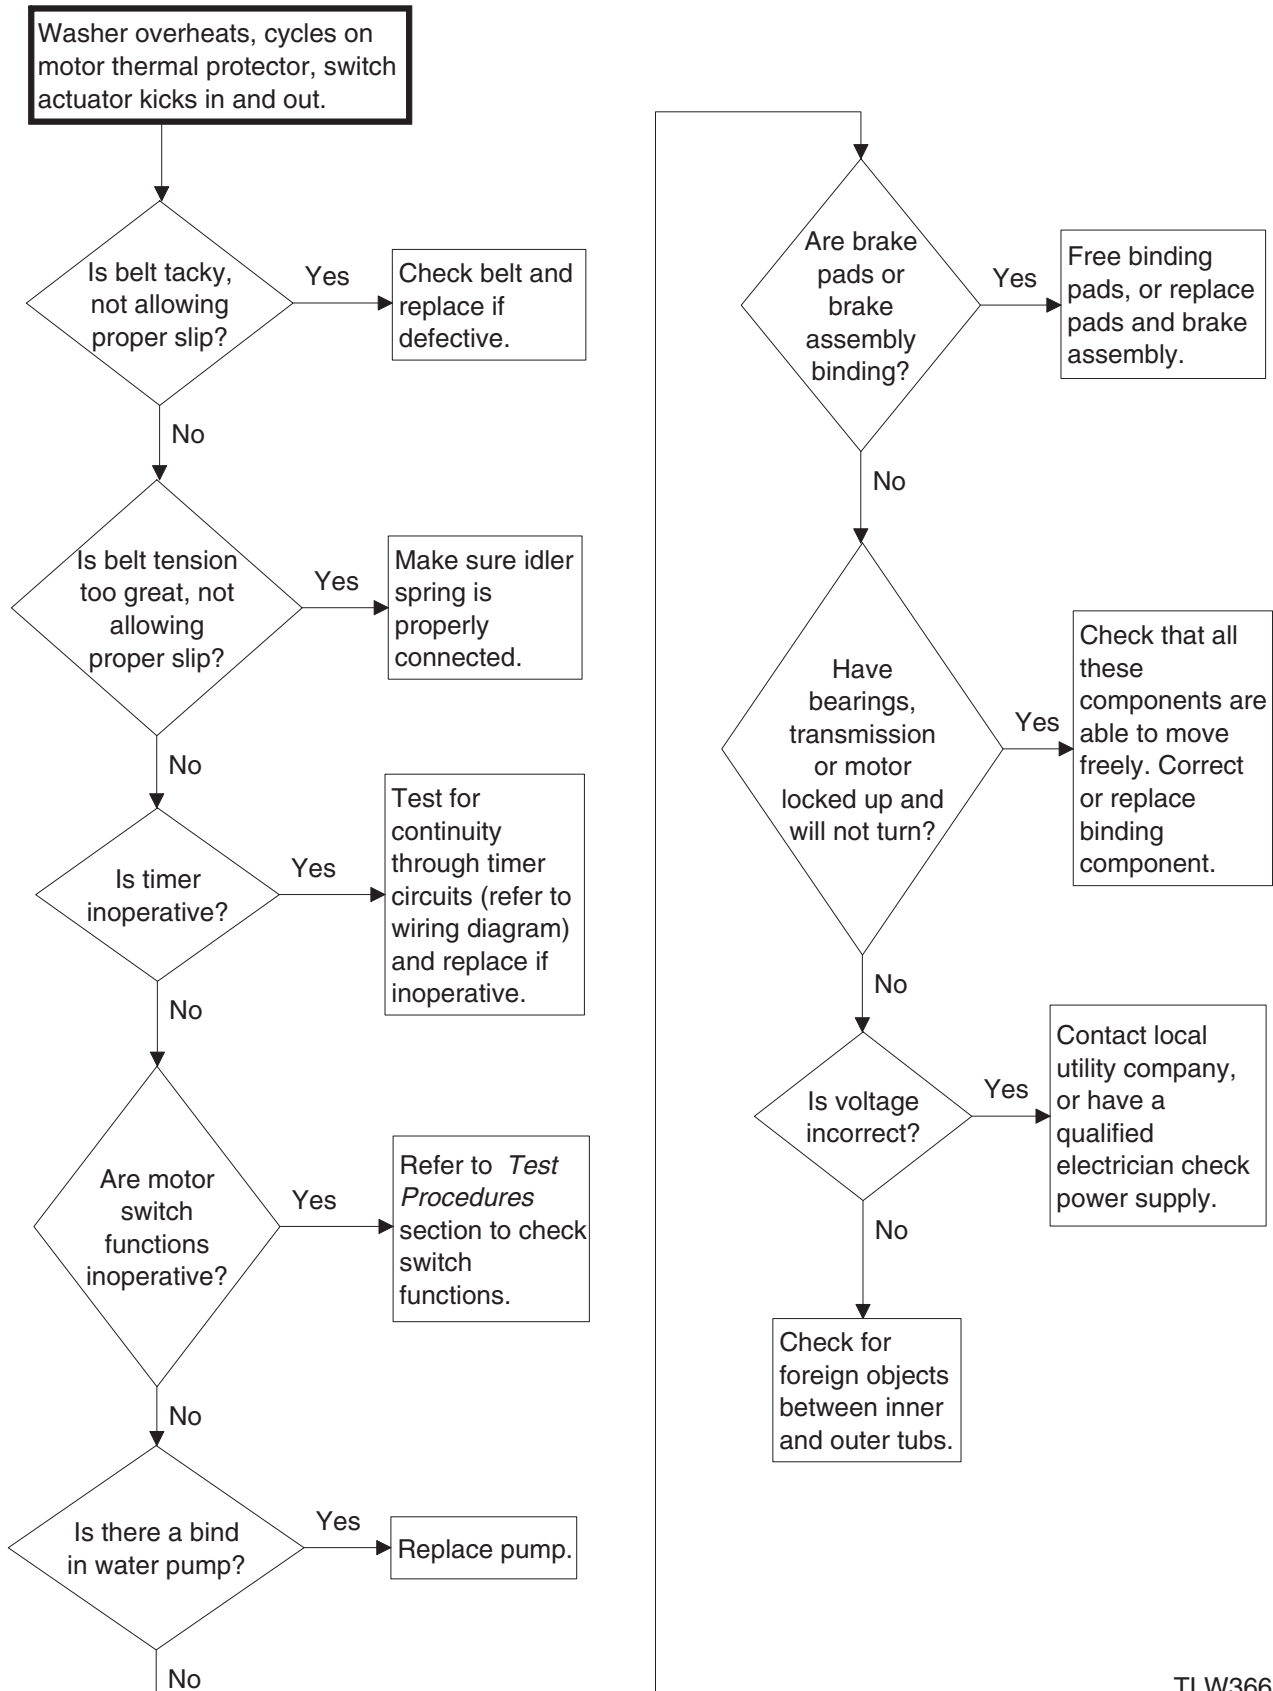 Washer overheats, cycles on
motor thermal protector, switch
actuator kicks in and out.
Is belt tacky,
not allowing
proper slip?
Yes
Check belt and
replace if
defective.
No
Is belt tension
too great, not
allowing
proper slip?
Yes
Make sure idler
spring is
properly
connected.
No
Is timer
inoperative?
Yes
Test for
continuity
through timer
circuits (refer to
wiring diagram)
and replace if
inoperative.
No
Are motor
switch
functions
inoperative?
Yes
Refer to Test
Procedures
section to check
switch
functions.
No
Is there a bind
in water pump?
Yes
Replace pump.
No
Are brake
pads or
brake
assembly
binding?
Yes
Free binding
pads, or replace
pads and brake
assembly.
No
Have
bearings,
transmission
or motor
locked up and
will not turn?
Yes
Check that all
these
components are
able to move
freely. Correct
or replace
binding
component.
No
Is voltage
incorrect?
Yes
Contact local
utility company,
or have a
qualified
electrician check
power supply.
No
Check for
foreign objects
between inner
and outer tubs.
TLW366